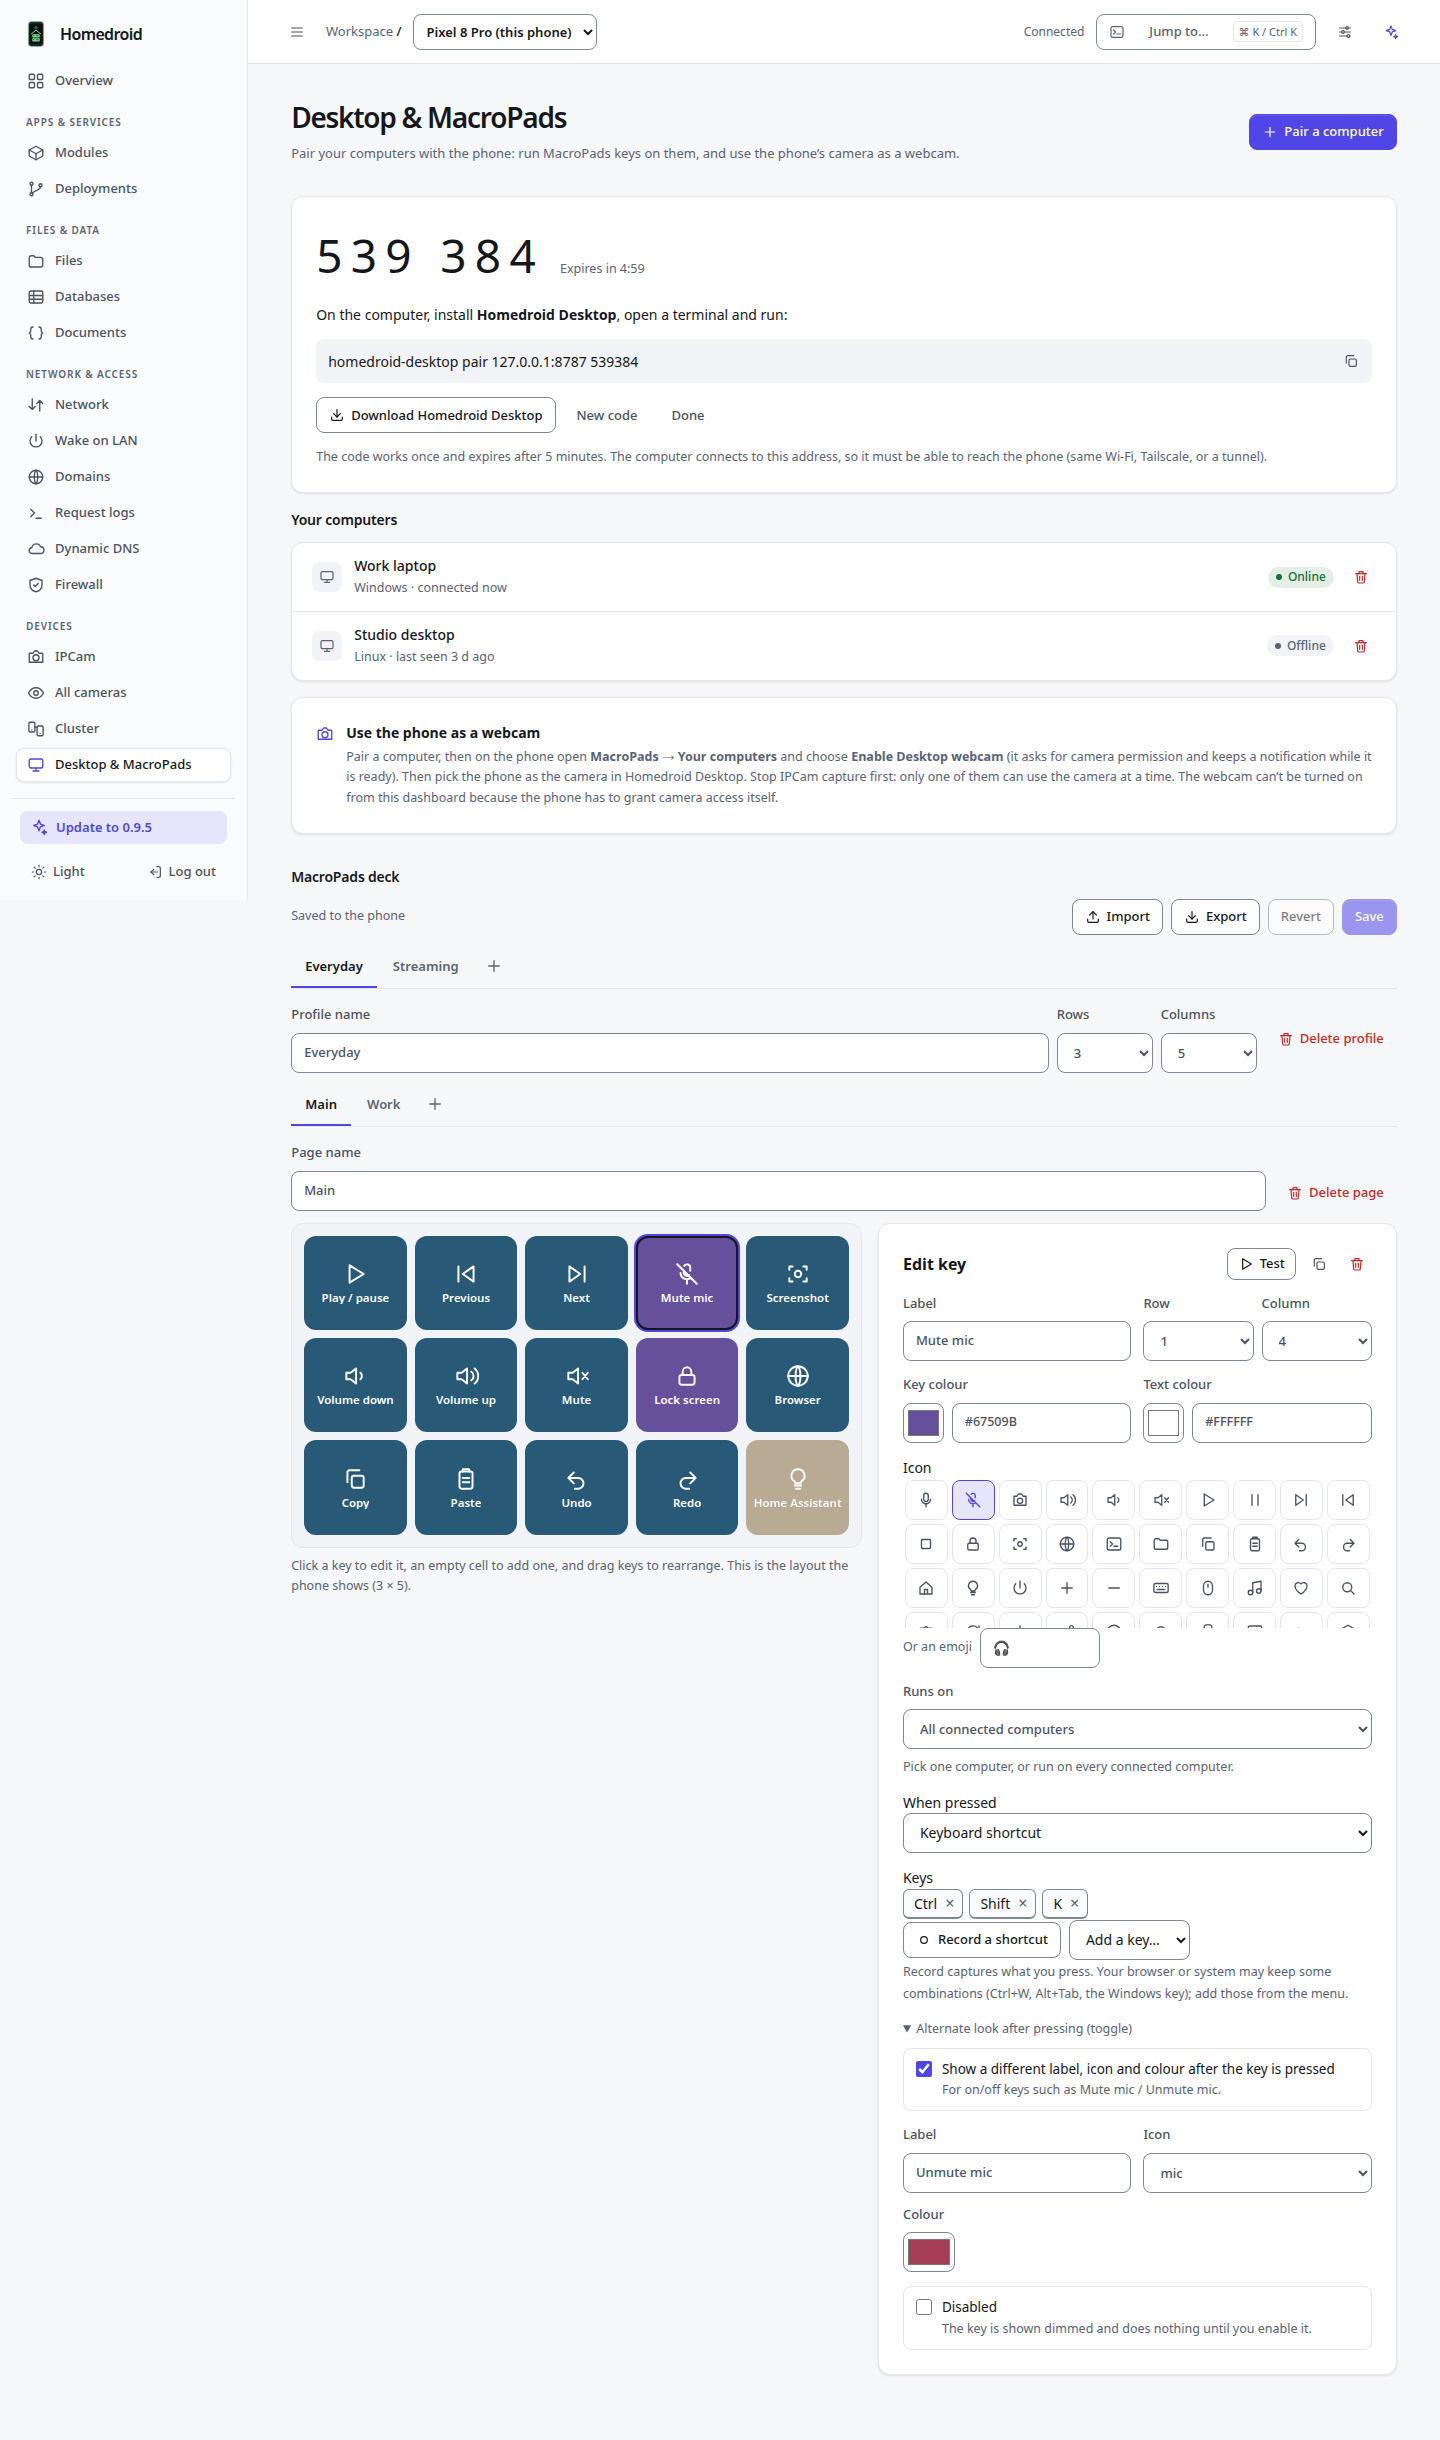 Homedroid
Overview
APPS & SERVICES
Modules
Deployments
FILES & DATA
Files
Databases
Documents
NETWORK & ACCESS
Network
Wake on LAN
Domains
Request logs
Dynamic DNS
Firewall
DEVICES
IPCam
All cameras
Cluster
Desktop & MacroPads
Update to 0.9.5
Light
Log out
Workspace / Pixel 8 Pro (this phone)
Connected
Jump to... ⌘ K / Ctrl K
Desktop & MacroPads
Pair your computers with the phone: run MacroPads keys on them, and use the phone’s camera as a webcam.
Pair a computer
539 384 Expires in 4:59
On the computer, install Homedroid Desktop, open a terminal and run:
homedroid-desktop pair 127.0.0.1:8787 539384
Download Homedroid Desktop New code Done
The code works once and expires after 5 minutes. The computer connects to this address, so it must be able to reach the phone (same Wi-Fi, Tailscale, or a tunnel).
Your computers
Work laptop
Windows · connected now
Online
Studio desktop
Linux · last seen 3 d ago
Offline
Use the phone as a webcam
Pair a computer, then on the phone open MacroPads → Your computers and choose Enable Desktop webcam (it asks for camera permission and keeps a notification while it
is ready). Then pick the phone as the camera in Homedroid Desktop. Stop IPCam capture first: only one of them can use the camera at a time. The webcam can’t be turned on
from this dashboard because the phone has to grant camera access itself.
MacroPads deck
Saved to the phone
Import Export Revert Save
Everyday Streaming
Profile name Rows Columns
Everyday 3 5 Delete profile
Main Work
Page name
Main Delete page
Play / pause Previous Next Mute mic Screenshot
Volume down Volume up Mute Lock screen Browser
Copy Paste Undo Redo Home Assistant
Click a key to edit it, an empty cell to add one, and drag keys to rearrange. This is the layout the
phone shows (3 × 5).
Edit key Test
Label Row Column
Mute mic 1 4
Key colour Text colour
#67509B #FFFFFF
Icon
Or an emoji
Runs on
All connected computers
Pick one computer, or run on every connected computer.
When pressed
Keyboard shortcut
Keys
Ctrl × Shift × K ×
Record a shortcut Add a key...
Record captures what you press. Your browser or system may keep some
combinations (Ctrl+W, Alt+Tab, the Windows key); add those from the menu.
Alternate look after pressing (toggle)
Show a different label, icon and colour after the key is pressed
For on/off keys such as Mute mic / Unmute mic.
Label Icon
Unmute mic mic
Colour
Disabled
The key is shown dimmed and does nothing until you enable it.